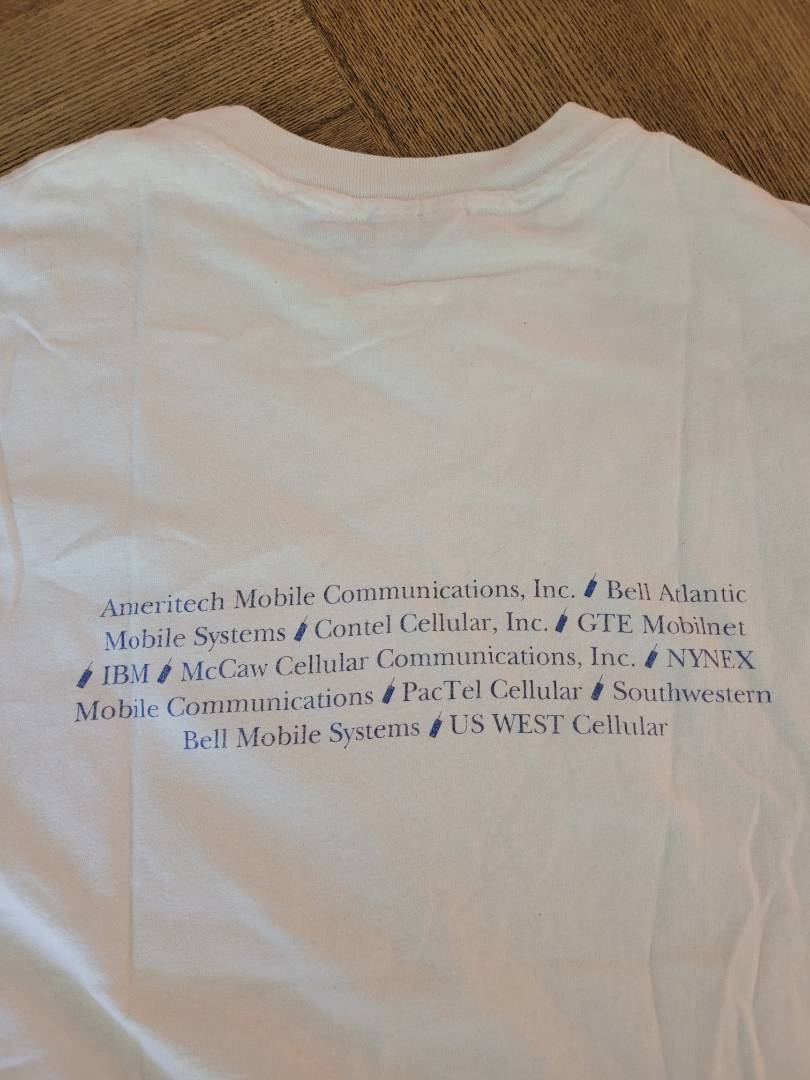 Ameritech Mobile Communications, Inc. Bell Atlantic
Mobile Systems Contel Cellular, Inc. GTE Mobilnet
IBM McCaw Cellular Communications, Inc. NYNEX
Mobile Communications PacTel Cellular Southwestern
Bell Mobile Systems US WEST Cellular